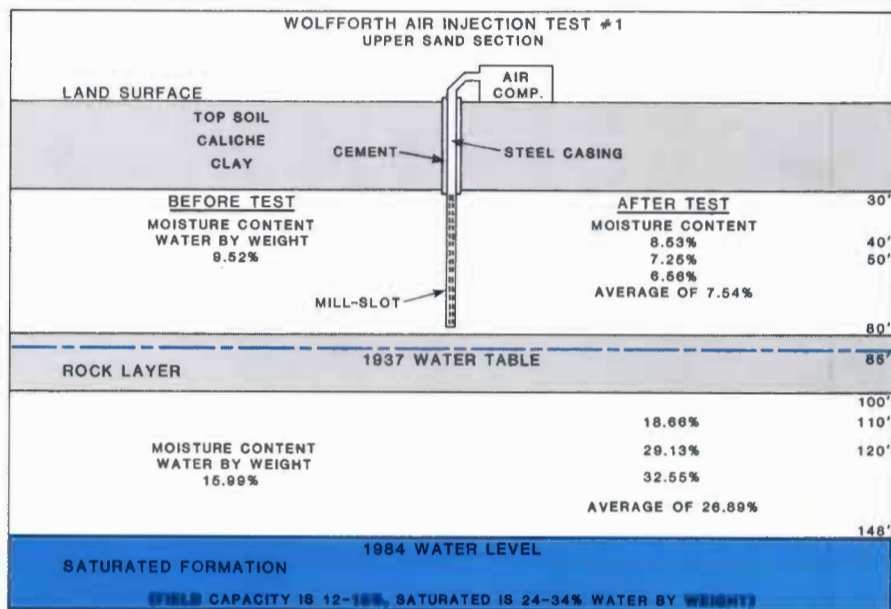 WOLFFORTH AIR INJECTION TEST #1
UPPER SAND SECTION
AIR
COMP.
LAND SURFACE
TOP SOIL
CALICHE
CLAY
CEMENT
STEEL CASING
30'
BEFORE TEST
MOISTURE CONTENT
WATER BY WEIGHT
9.52%
AFTER TEST
MOISTURE CONTENT
8.53%
40'
7.25%
50'
6.56%
AVERAGE OF 7.54%
MILL-SLOT
80'
1937 WATER TABLE
85'
ROCK LAYER
100'
18.66%
110'
MOISTURE CONTENT
WATER BY WEIGHT
15.99%
29.13%
120'
32.55%
AVERAGE OF 26.89%
148'
1984 WATER LEVEL
SATURATED FORMATION
(FIELD CAPACITY IS 12-, SATURATED IS 24-34% WATER BY WEIGHT)